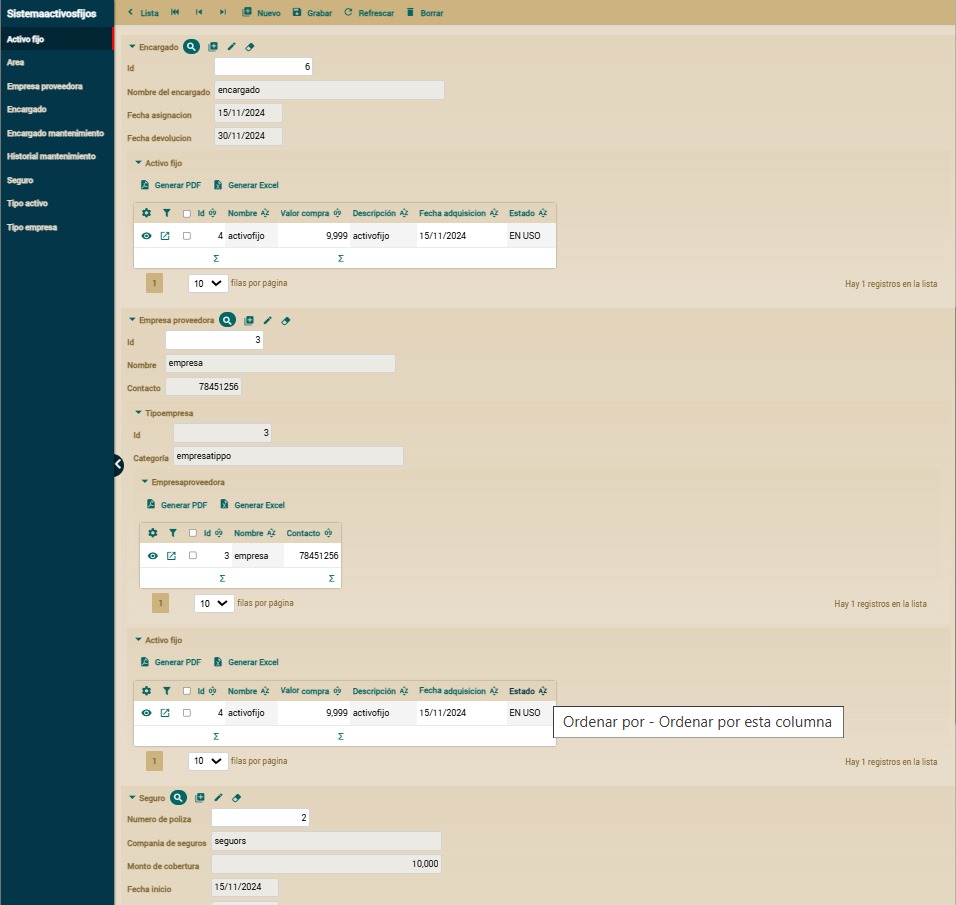 Sistemaactivosfijos
Activo fijo
Area
Empresa proveedora
Encargado
Encargado mantenimiento
Historial mantenimiento
Seguro
Tipo activo
Tipo empresa
Lista Nuevo Grabar Refrescar Borrar
Encargado
Id 6
Nombre del encargado encargado
Fecha asignacion 15/11/2024
Fecha devolucion 30/11/2024
Activo fijo
Generar PDF Generar Excel
Id Nombre Valor compra Descripción Fecha adquisicion Estado
4 activofijo 9,999 activofijo 15/11/2024 EN USO
Σ Σ
1 10 filas por página Hay 1 registros en la lista
Empresa proveedora
Id 3
Nombre empresa
Contacto 78451256
Tipoempresa
Id 3
Categoría empresatippo
Empresaproveedora
Generar PDF Generar Excel
Id Nombre Contacto
3 empresa 78451256
Σ Σ
1 10 filas por página Hay 1 registros en la lista
Activo fijo
Generar PDF Generar Excel
Id Nombre Valor compra Descripción Fecha adquisicion Estado
4 activofijo 9,999 activofijo 15/11/2024 EN USO
Ordenar por - Ordenar por esta columna
Σ Σ
1 10 filas por página Hay 1 registros en la lista
Seguro
Numero de poliza 2
Compania de seguros seguors
Monto de cobertura 10,000
Fecha inicio 15/11/2024